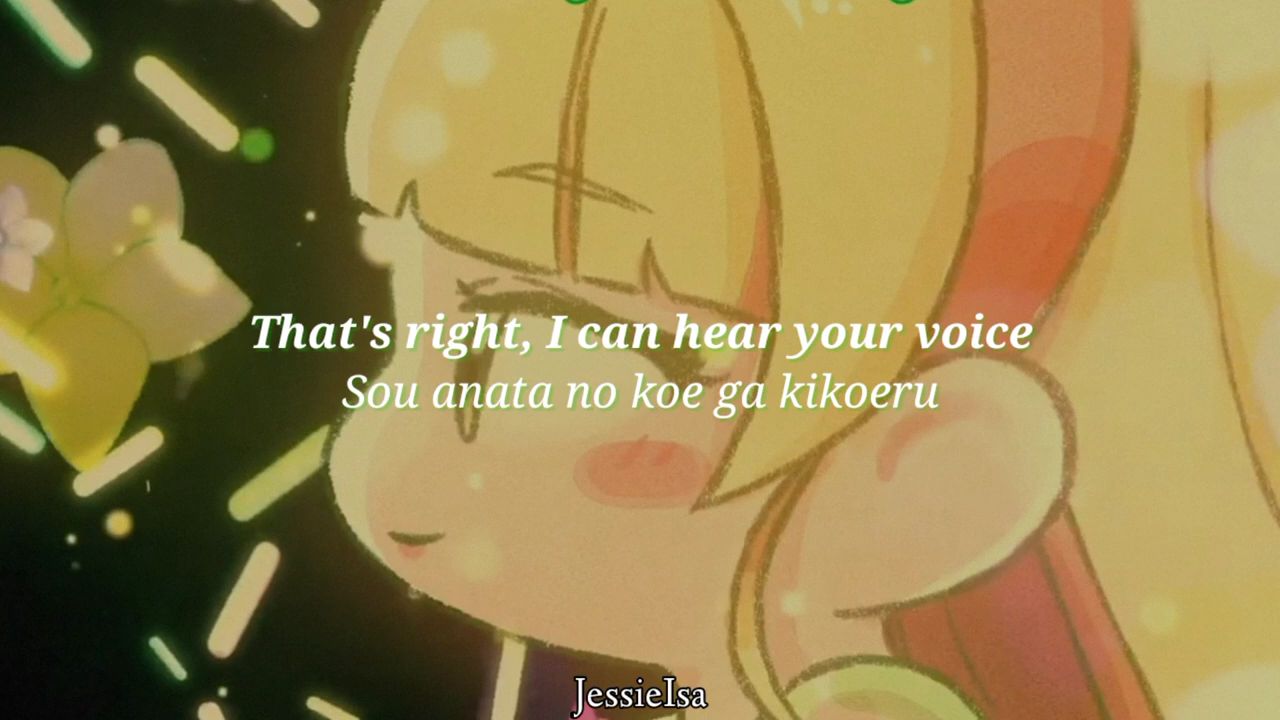 That's right, I can hear your voice
Sou anata no koe ga kikoeru
JessieIsa